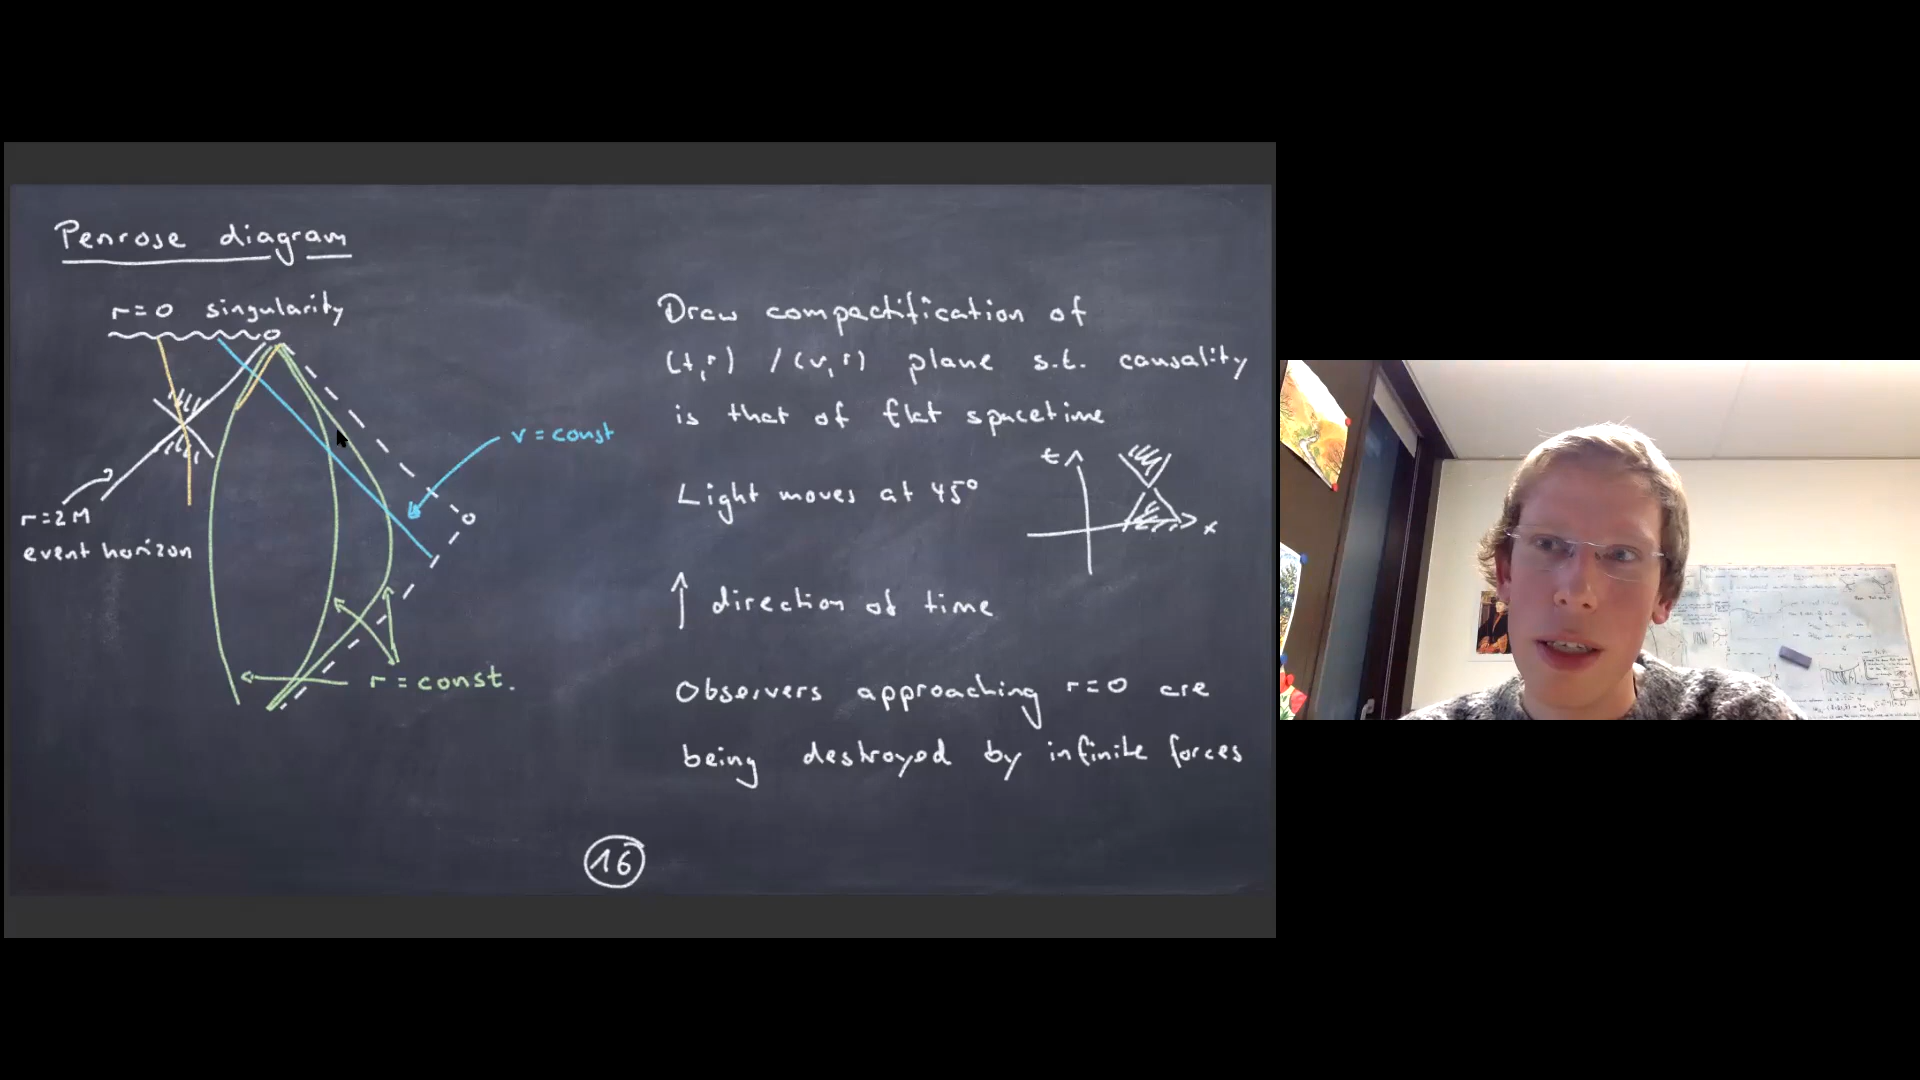 Penrose diagram
r=0 singularity
v=const
r=2M
event horizon
r=const.
Draw compactification of
(t,r) /(v,r) plane s.t. causality
is that of flat spacetime
Light moves at 45°
t
x
↑ direction of time
Observers approaching r=0 are
being destroyed by infinite forces
16